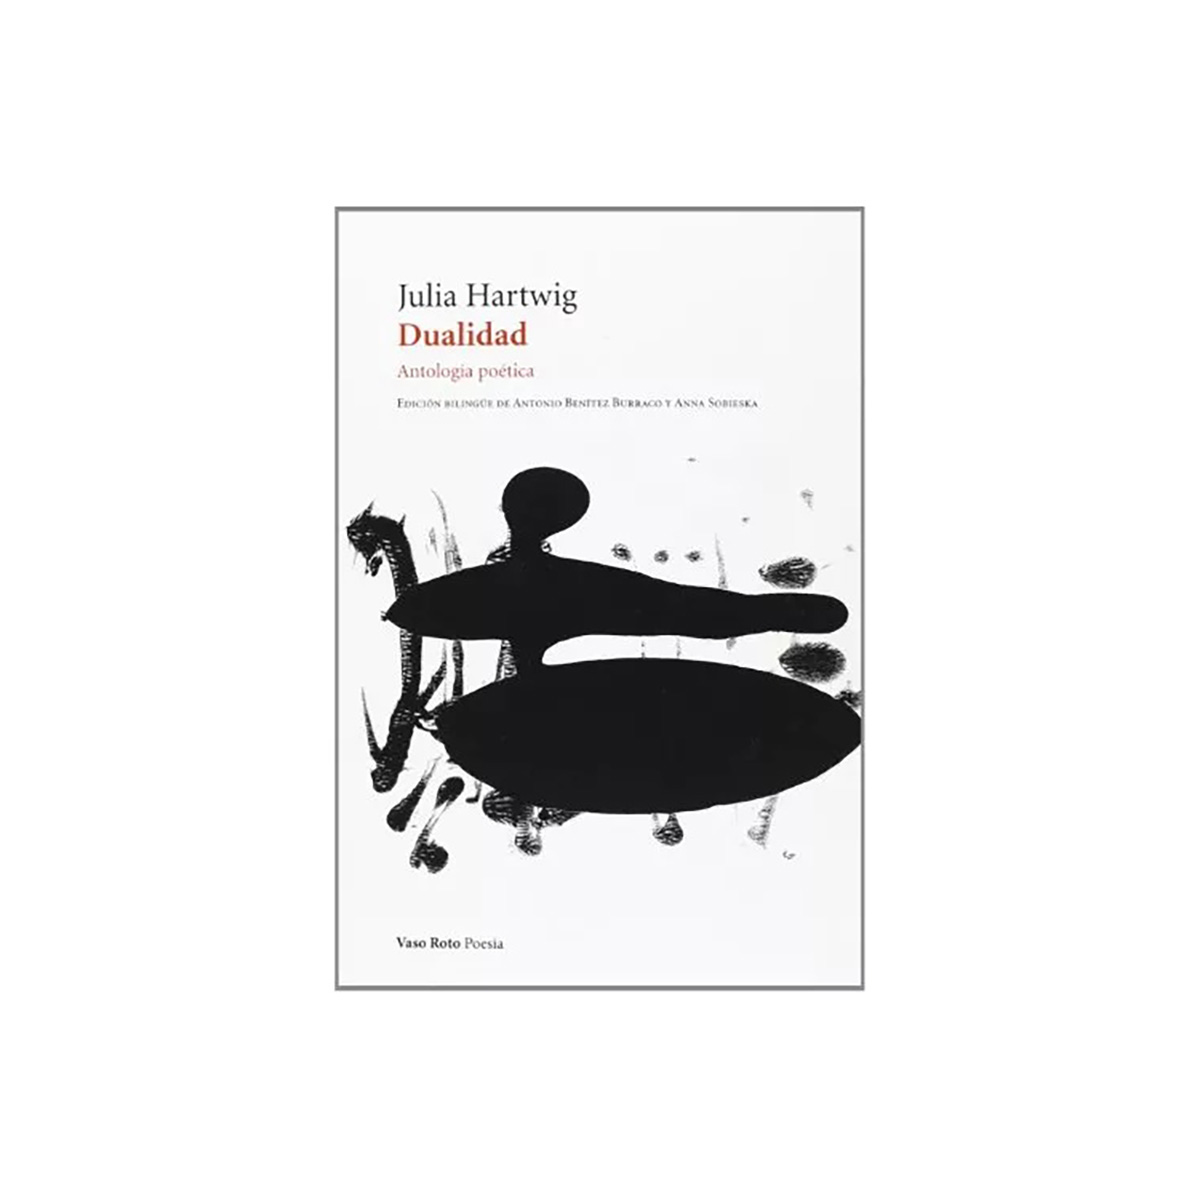 Julia Hartwig
Dualidad
Antología poética
Edición bilingüe de Antonio Benítez Burraco y Anna Sobieska
Vaso Roto Poesía